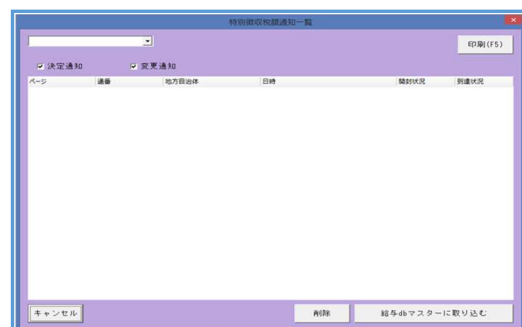 特別徴収税額通知一覧
印刷(F5)
決定通知 変更通知
ページ 連番 地方自治体 日時 開封状況 到達状況
キャンセル 削除 給与dbマスターに取り込む